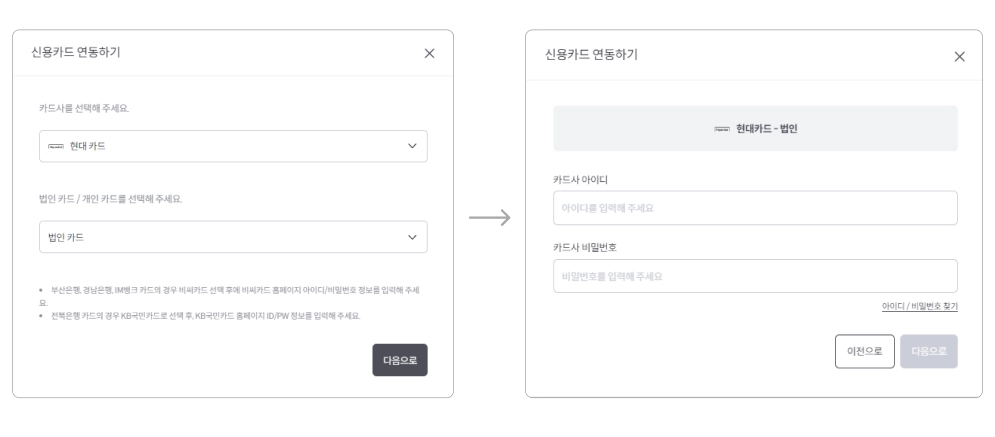 신용카드 연동하기
카드사를 선택해 주세요.
현대 카드
법인 카드 / 개인 카드를 선택해 주세요.
법인 카드
• 부산은행, 경남은행, IM뱅크 카드의 경우 비씨카드 선택 후에 비씨카드 홈페이지 아이디/비밀번호 정보를 입력해 주세
요.
• 전북은행 카드의 경우 KB국민카드로 선택 후, KB국민카드 홈페이지 ID/PW 정보를 입력해 주세요.
다음으로
신용카드 연동하기
현대카드 - 법인
카드사 아이디
아이디를 입력해 주세요
카드사 비밀번호
비밀번호를 입력해 주세요
아이디 / 비밀번호 찾기
이전으로
다음으로